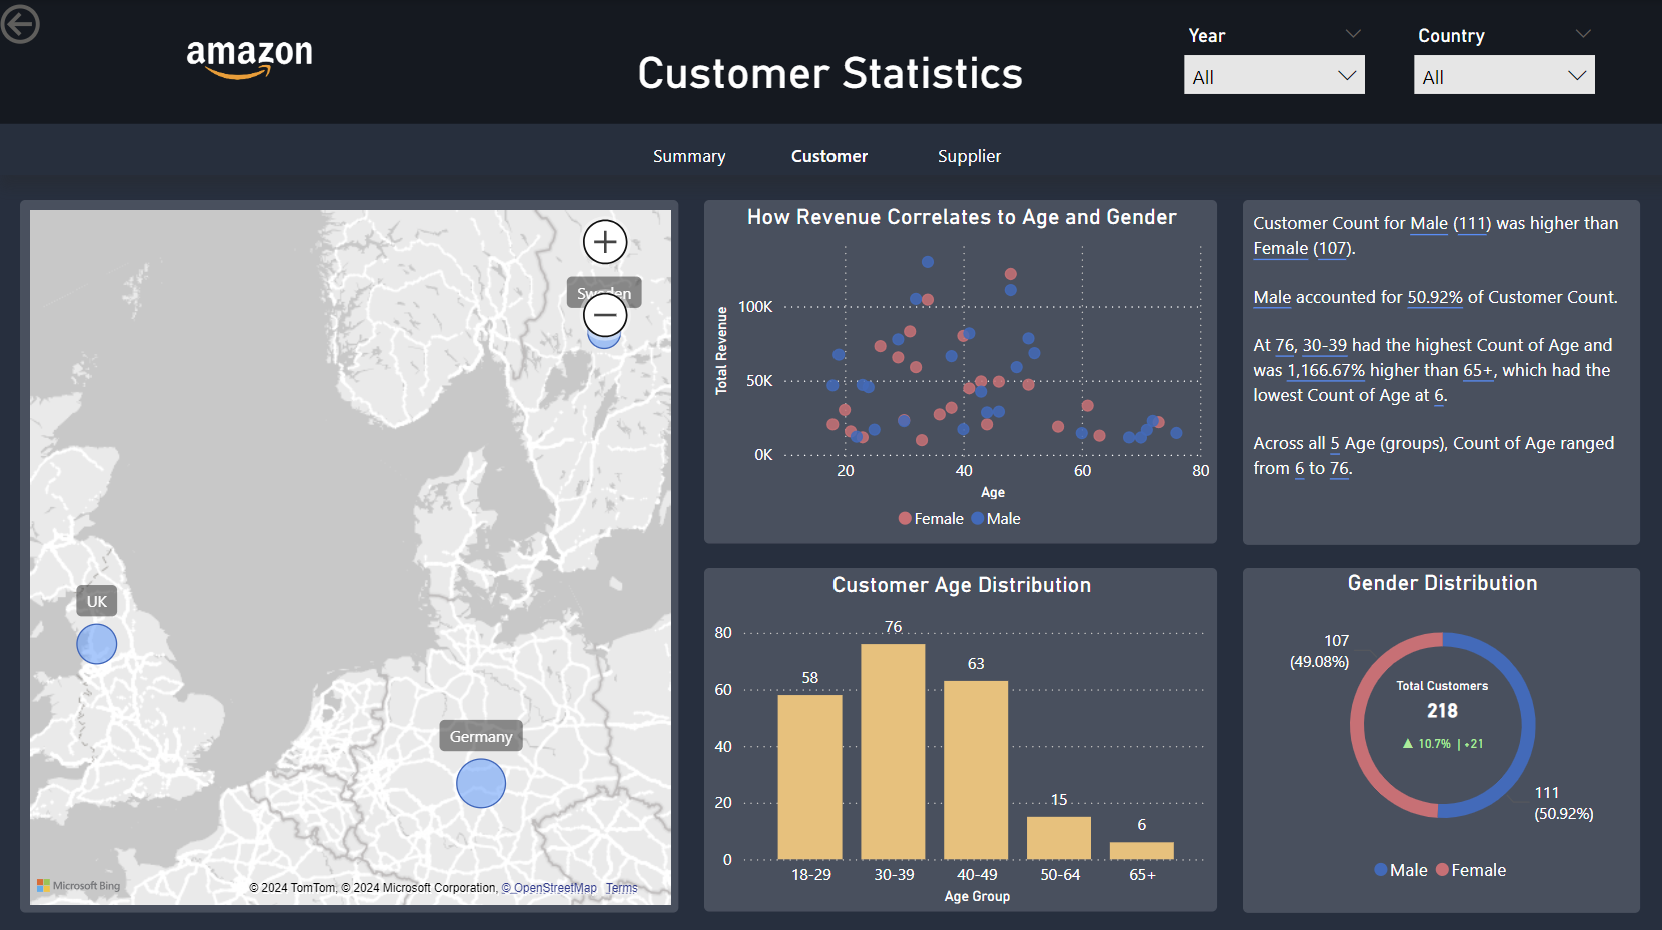 amazon
Customer Statistics
Year
All
Country
All
Summary
Customer
Supplier
Sweden
UK
Germany
Microsoft Bing
© 2024 TomTom, © 2024 Microsoft Corporation, © OpenStreetMap Terms
How Revenue Correlates to Age and Gender
Total Revenue
100K
50K
0K
20
40
60
80
Age
Female
Male
Customer Count for Male (111) was higher than
Female (107).
Male accounted for 50.92% of Customer Count.
At 76, 30-39 had the highest Count of Age and
was 1,166.67% higher than 65+, which had the
lowest Count of Age at 6.
Across all 5 Age (groups), Count of Age ranged
from 6 to 76.
Customer Age Distribution
80
60
40
20
0
58
76
63
15
6
18-29
30-39
40-49
50-64
65+
Age Group
Gender Distribution
107
(49.08%)
Total Customers
218
▲ 10.7% | +21
111
(50.92%)
Male
Female